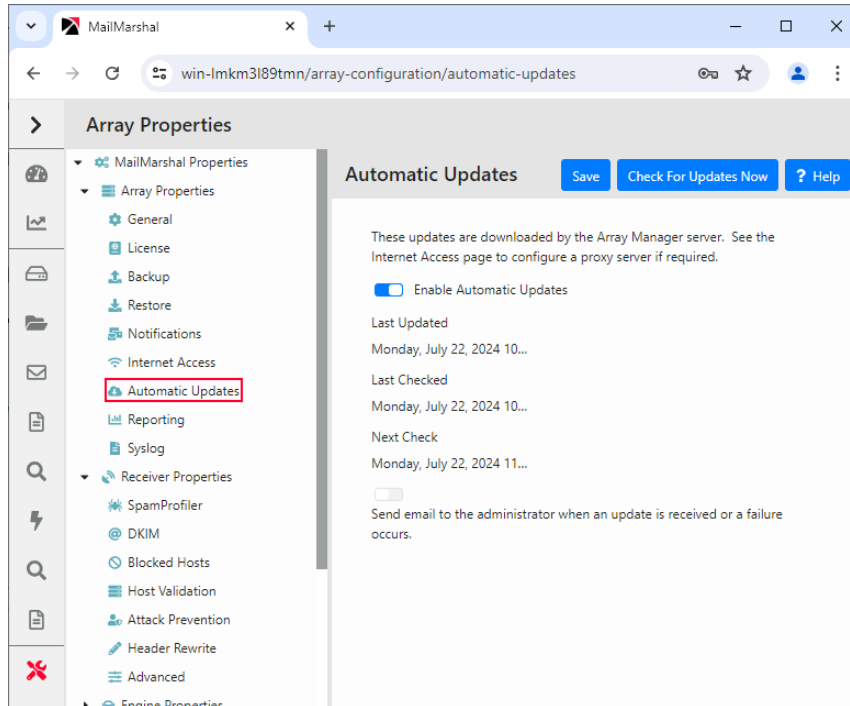 MailMarshal
win-lmkm3l89tmn/array-configuration/automatic-updates
Array Properties
MailMarshal Properties
Array Properties
General
License
Backup
Restore
Notifications
Internet Access
Automatic Updates
Reporting
Syslog
Receiver Properties
SpamProfiler
DKIM
Blocked Hosts
Host Validation
Attack Prevention
Header Rewrite
Advanced
Engine Properties
Automatic Updates
Save
Check For Updates Now
? Help
These updates are downloaded by the Array Manager server. See the
Internet Access page to configure a proxy server if required.
Enable Automatic Updates
Last Updated
Monday, July 22, 2024 10...
Last Checked
Monday, July 22, 2024 10...
Next Check
Monday, July 22, 2024 11...
Send email to the administrator when an update is received or a failure
occurs.